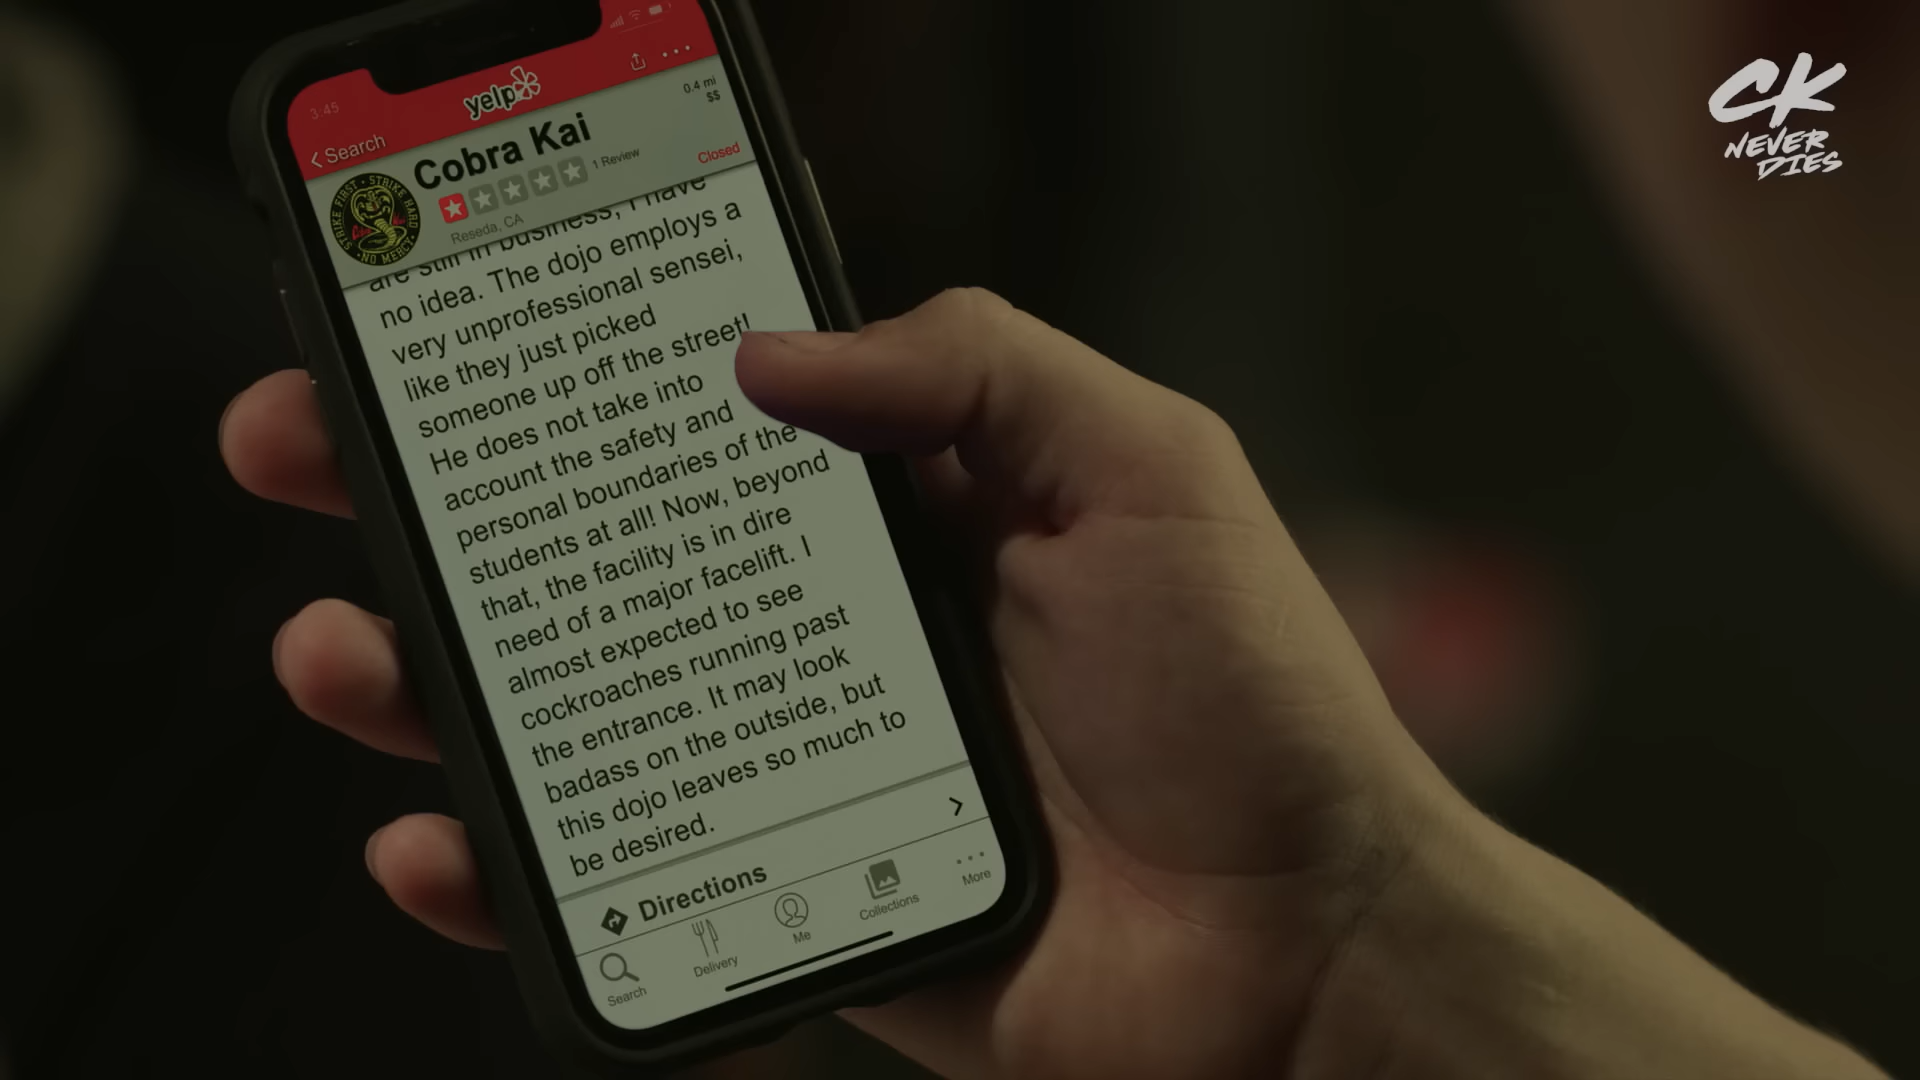 3:45
yelp
0.4 mi
$$
Search
Cobra Kai
1 Review
Closed
Reseda, CA
STRIKE FIRST • STRIKE HARD • NO MERCY •
are still in business, I have
no idea. The dojo employs a
very unprofessional sensei,
like they just picked
someone up off the street!
He does not take into
account the safety and
personal boundaries of the
students at all! Now, beyond
that, the facility is in dire
need of a major facelift. I
almost expected to see
cockroaches running past
the entrance. It may look
badass on the outside, but
this dojo leaves so much to
be desired.
Directions
Search
Delivery
Me
Collections
More
CK
NEVER
DIES